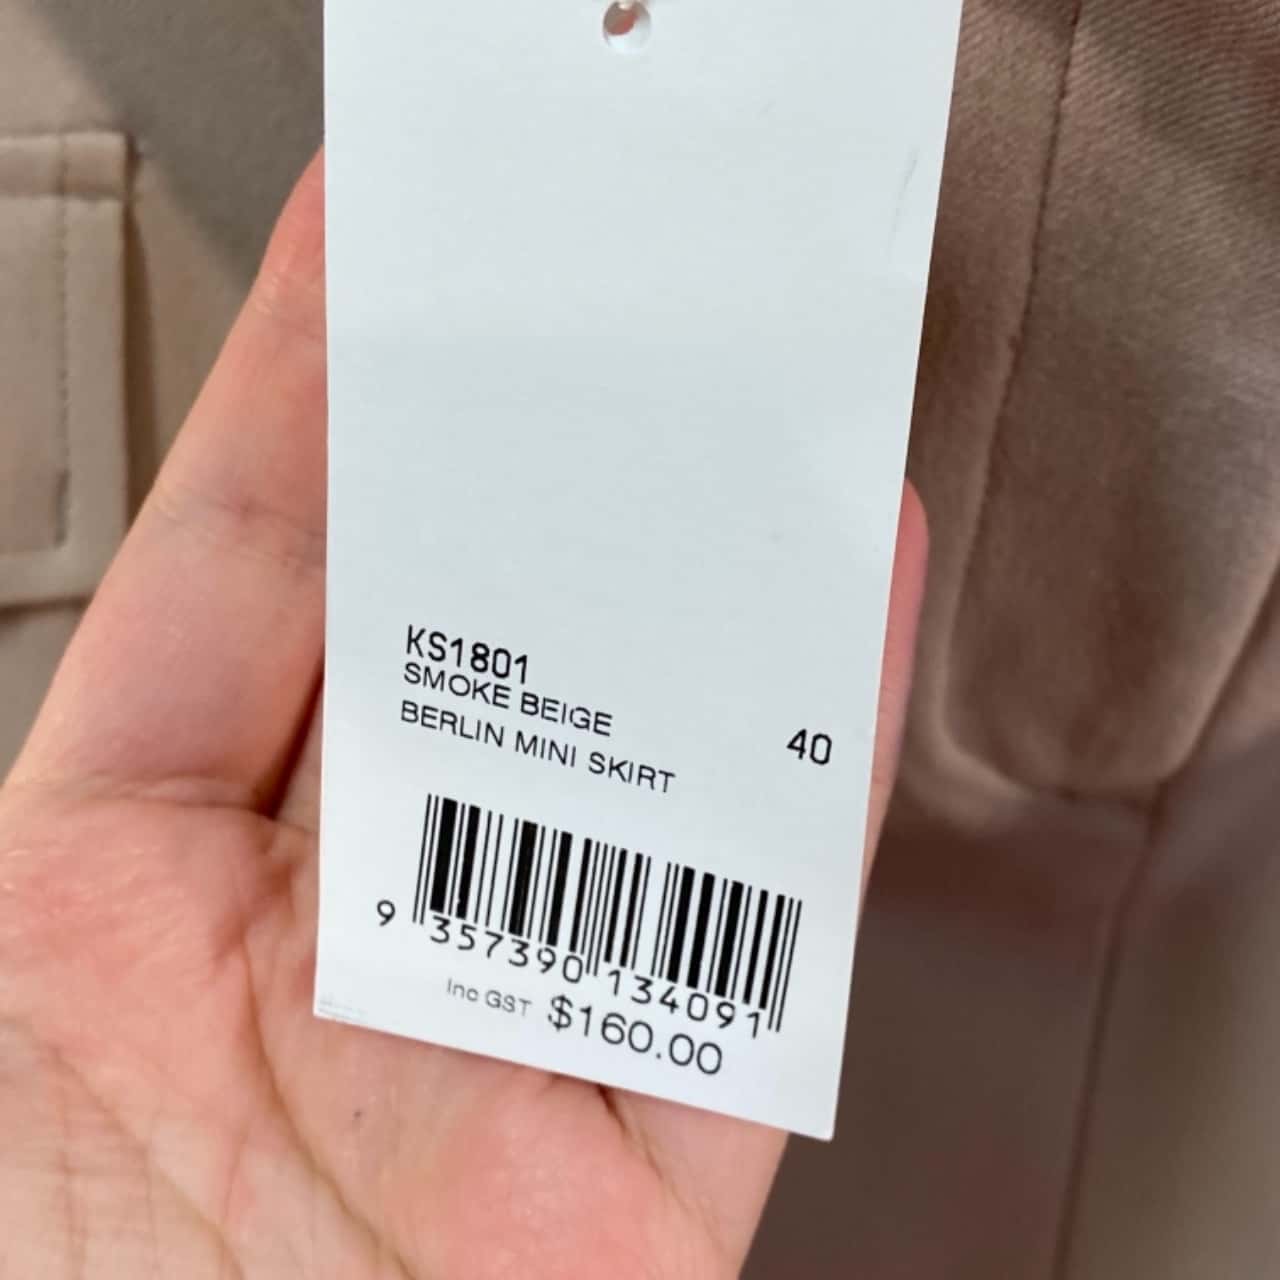 KS1801
SMOKE BEIGE
BERLIN MINI SKIRT 40
9 357390 134091
Inc GST $160.00